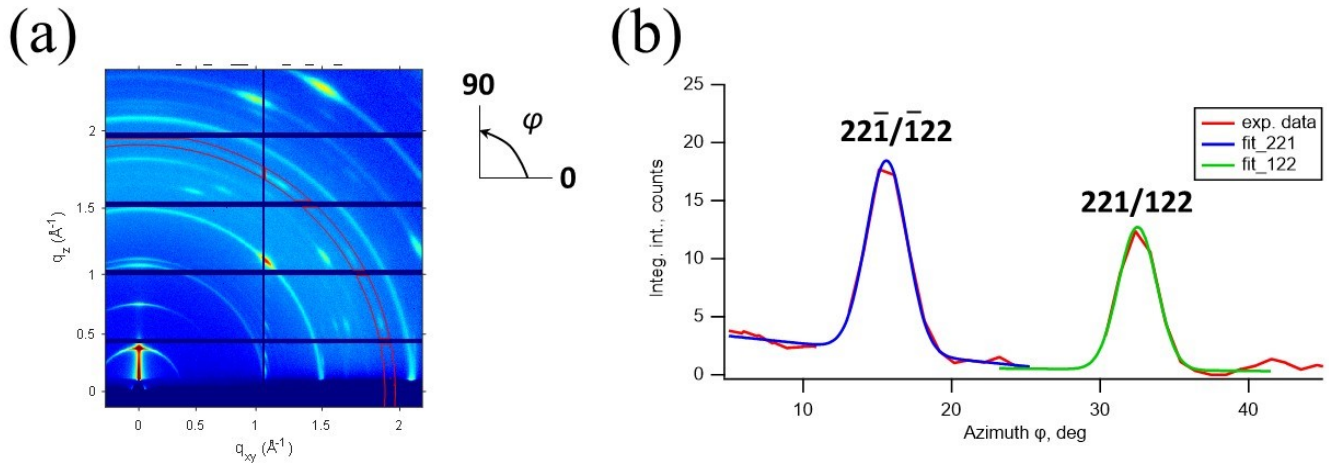 (a)
2
1.5
1
0.5
0
0
0.5
1
1.5
2
q_z (Å⁻¹)
q_xy (Å⁻¹)
90
φ
0
(b)
25
20
15
10
5
0
10
20
30
40
Integ. int., counts
Azimuth φ, deg
221̄/1̄22
221/122
exp. data
fit_221
fit_122